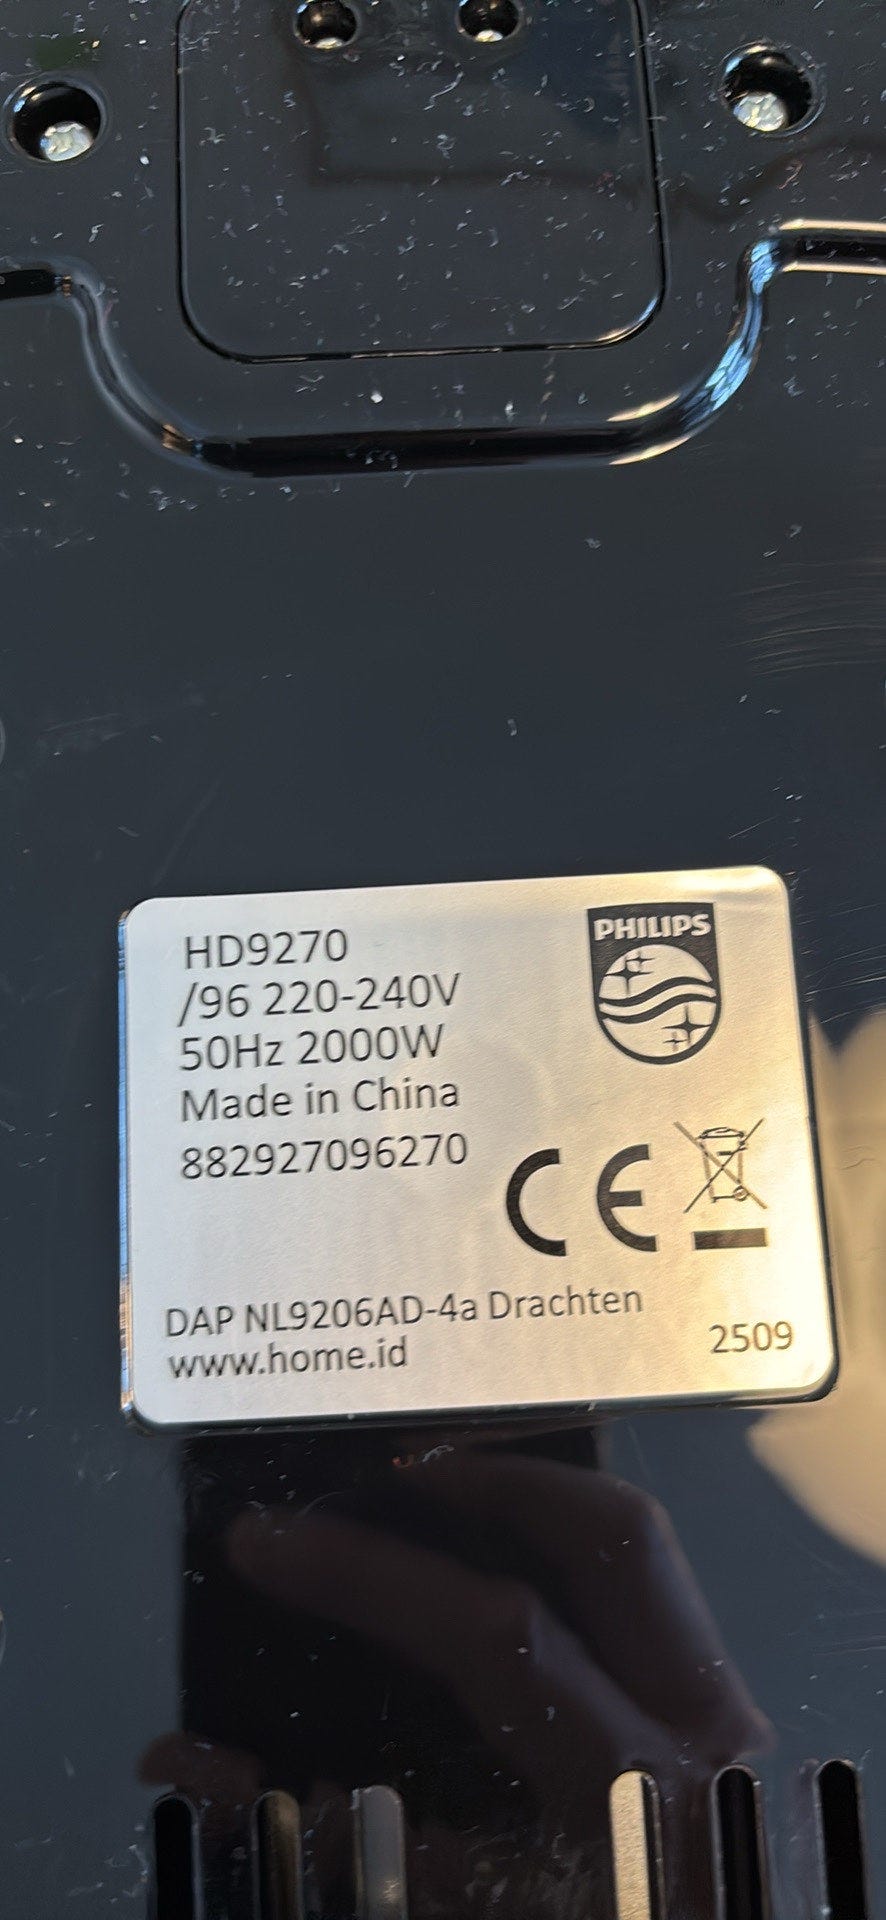 HD9270
/96 220-240V
50Hz 2000W
Made in China
882927096270
PHILIPS
CE
DAP NL9206AD-4a Drachten
www.home.id
2509